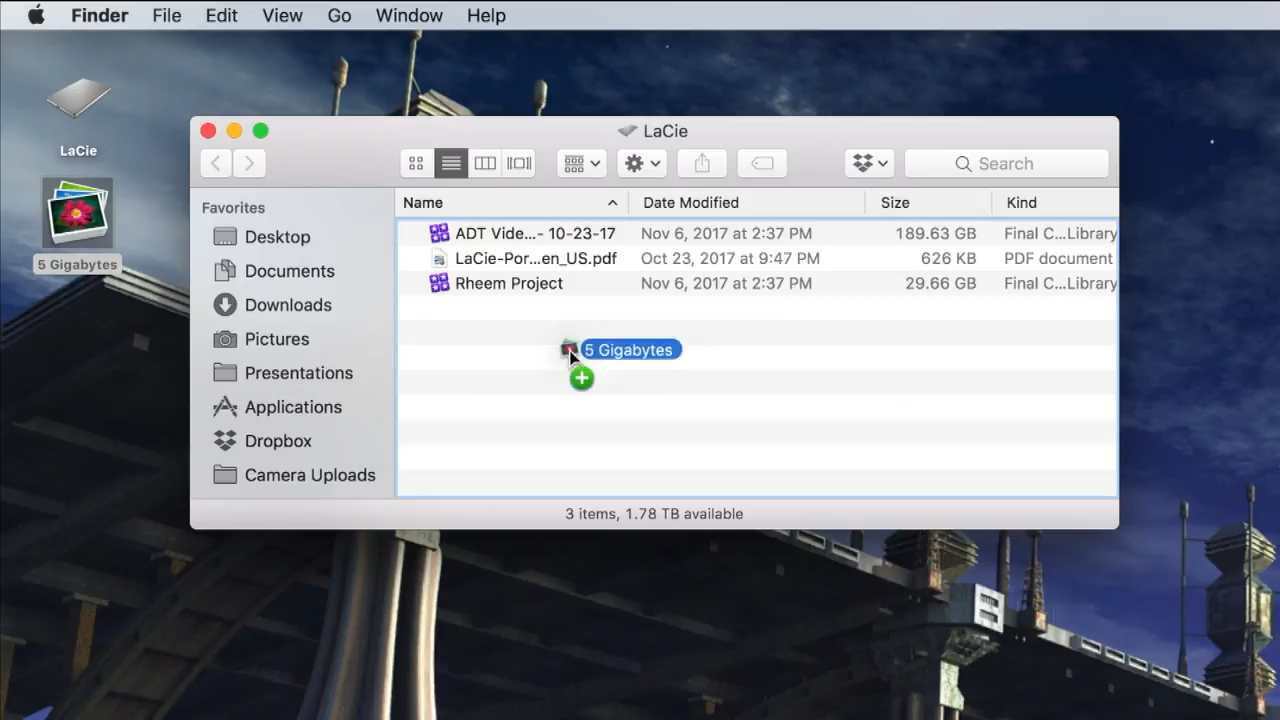 Finder File Edit View Go Window Help
LaCie
5 Gigabytes
LaCie
Search
Favorites
Desktop
Documents
Downloads
Pictures
Presentations
Applications
Dropbox
Camera Uploads
Name Date Modified Size Kind
ADT Vide...- 10-23-17 Nov 6, 2017 at 2:37 PM 189.63 GB Final C...Library
LaCie-Por...en_US.pdf Oct 23, 2017 at 9:47 PM 626 KB PDF document
Rheem Project Nov 6, 2017 at 2:37 PM 29.66 GB Final C...Library
5 Gigabytes
3 items, 1.78 TB available